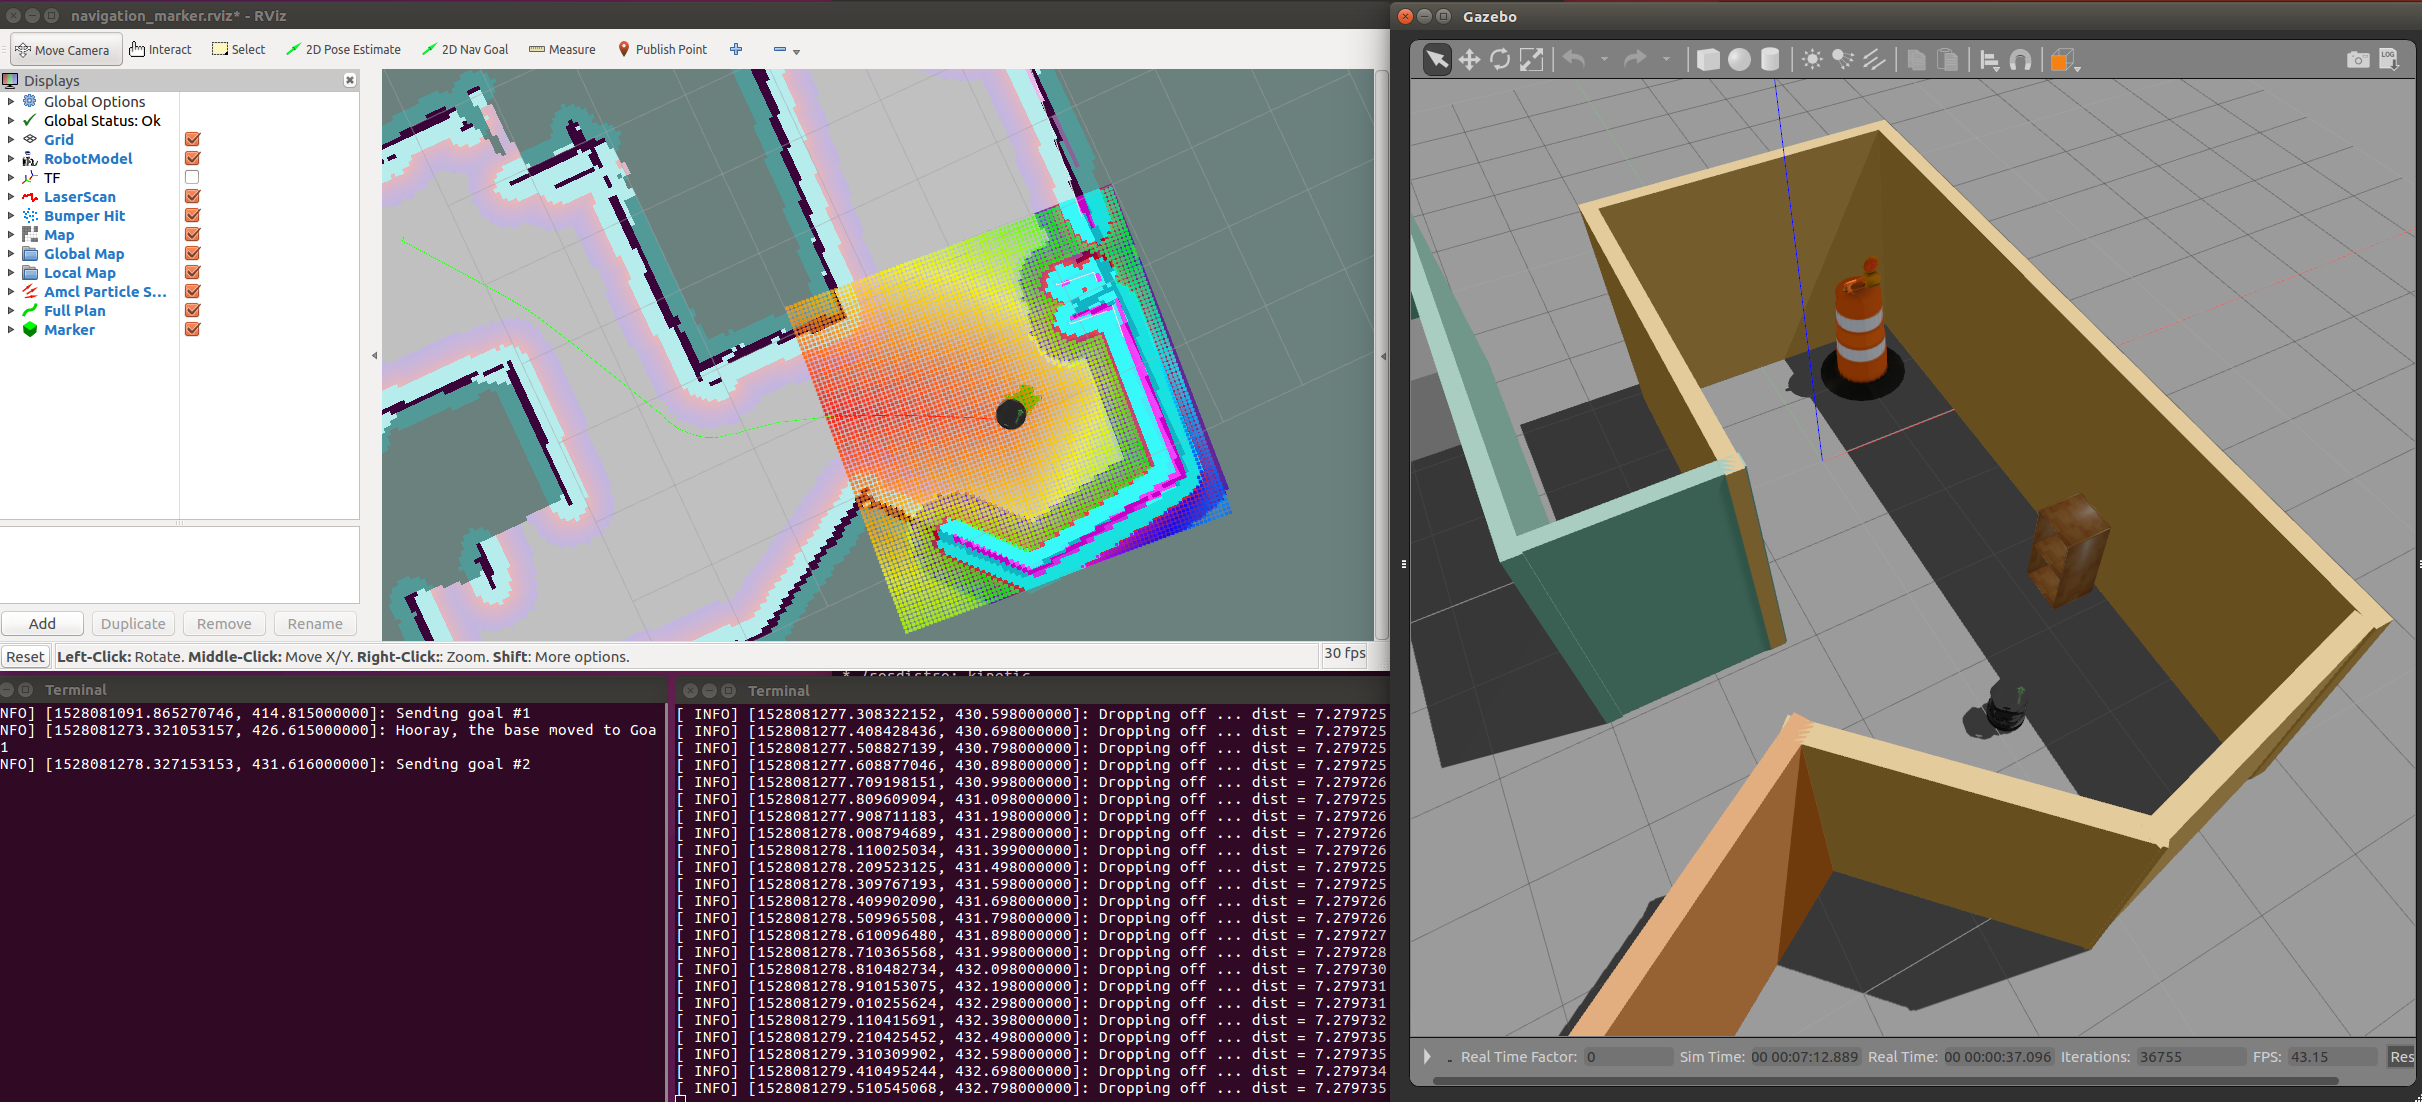 navigation_marker.rviz* - RViz
Move Camera Interact Select 2D Pose Estimate 2D Nav Goal Measure Publish Point
Displays
Global Options
Global Status: Ok
Grid
RobotModel
TF
LaserScan
Bumper Hit
Map
Global Map
Local Map
Amcl Particle S...
Full Plan
Marker
Add Duplicate Remove Rename
Reset Left-Click: Rotate. Middle-Click: Move X/Y. Right-Click:: Zoom. Shift: More options. 30 fps
Terminal
NFO] [1528081091.865270746, 414.815000000]: Sending goal #1
NFO] [1528081273.321053157, 426.615000000]: Hooray, the base moved to Goa
1
NFO] [1528081278.327153153, 431.616000000]: Sending goal #2
* /rosdistro: kinetic
Terminal
[ INFO] [1528081277.308322152, 430.598000000]: Dropping off ... dist = 7.279725
[ INFO] [1528081277.408428436, 430.698000000]: Dropping off ... dist = 7.279725
[ INFO] [1528081277.508827139, 430.798000000]: Dropping off ... dist = 7.279725
[ INFO] [1528081277.608877046, 430.898000000]: Dropping off ... dist = 7.279725
[ INFO] [1528081277.709198151, 430.998000000]: Dropping off ... dist = 7.279726
[ INFO] [1528081277.809609094, 431.098000000]: Dropping off ... dist = 7.279725
[ INFO] [1528081277.908711183, 431.198000000]: Dropping off ... dist = 7.279726
[ INFO] [1528081278.008794689, 431.298000000]: Dropping off ... dist = 7.279726
[ INFO] [1528081278.110025034, 431.399000000]: Dropping off ... dist = 7.279726
[ INFO] [1528081278.209523125, 431.498000000]: Dropping off ... dist = 7.279725
[ INFO] [1528081278.309767193, 431.598000000]: Dropping off ... dist = 7.279725
[ INFO] [1528081278.409902090, 431.698000000]: Dropping off ... dist = 7.279726
[ INFO] [1528081278.509965508, 431.798000000]: Dropping off ... dist = 7.279726
[ INFO] [1528081278.610096480, 431.898000000]: Dropping off ... dist = 7.279727
[ INFO] [1528081278.710365568, 431.998000000]: Dropping off ... dist = 7.279728
[ INFO] [1528081278.810482734, 432.098000000]: Dropping off ... dist = 7.279730
[ INFO] [1528081278.910153075, 432.198000000]: Dropping off ... dist = 7.279731
[ INFO] [1528081279.010255624, 432.298000000]: Dropping off ... dist = 7.279731
[ INFO] [1528081279.110415691, 432.398000000]: Dropping off ... dist = 7.279732
[ INFO] [1528081279.210425452, 432.498000000]: Dropping off ... dist = 7.279735
[ INFO] [1528081279.310309902, 432.598000000]: Dropping off ... dist = 7.279735
[ INFO] [1528081279.410495244, 432.698000000]: Dropping off ... dist = 7.279734
[ INFO] [1528081279.510545068, 432.798000000]: Dropping off ... dist = 7.279735
Gazebo
LOG
Real Time Factor: 0 Sim Time: 00 00:07:12.889 Real Time: 00 00:00:37.096 Iterations: 36755 FPS: 43.15 Res